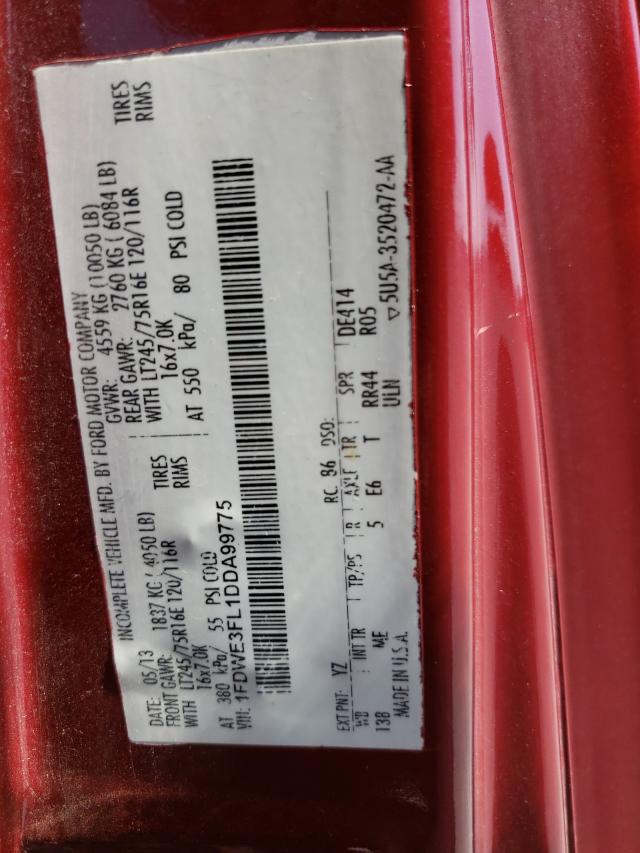 INCOMPLETE VEHICLE MFD. BY FORD MOTOR COMPANY
DATE: 05/13 GVWR: 4559 KG (10050 LB)
FRONT GAWR: 1837 KG ( 4050 LB) REAR GAWR: 2760 KG ( 6084 LB)
WITH LT245/75R16E 120/116R TIRES WITH LT245/75R16E 120/116R TIRES
16x7.0K RIMS 16x7.0K RIMS
AT 380 kPa/ 55 PSI COLD AT 550 kPa/ 80 PSI COLD
VIN: 1FDWE3FL1DDA99775
EXT PNT: YZ RC: 86 DSO:
WB INT TR TP/PS R AXLE TR SPR DE414
138 ME 5 E6 T RR44 R05
MADE IN U.S.A. ULN
▽5U5A-3520472-AA